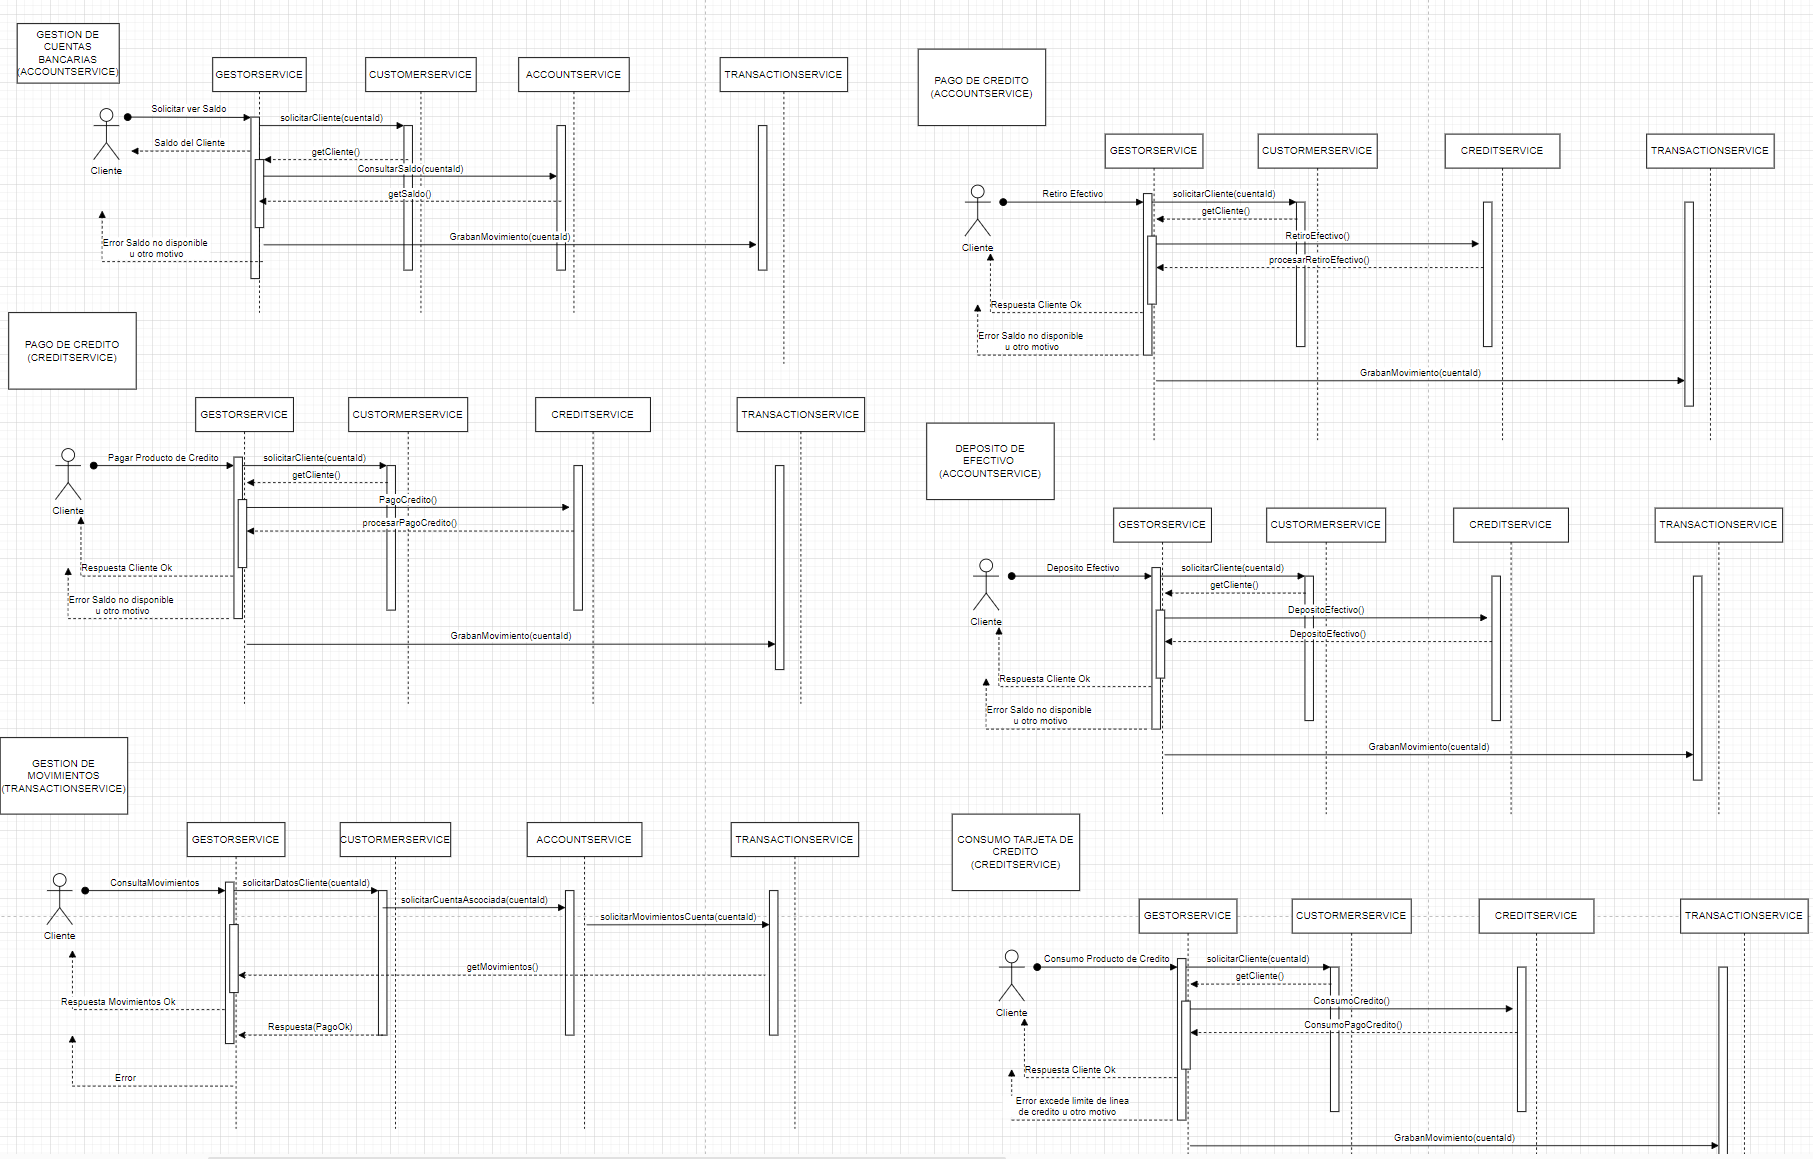 GESTION DE
CUENTAS
BANCARIAS
(ACCOUNTSERVICE)
GESTORSERVICE
CUSTOMERSERVICE
ACCOUNTSERVICE
TRANSACTIONSERVICE
Solicitar ver Saldo
solicitarCliente(cuentaId)
Saldo del Cliente
getCliente()
Cliente
ConsultarSaldo(cuentaId)
getSaldo()
GrabanMovimiento(cuentaId)
Error Saldo no disponible
u otro motivo
PAGO DE CREDITO
(CREDITSERVICE)
GESTORSERVICE
CUSTORMERSERVICE
CREDITSERVICE
TRANSACTIONSERVICE
Pagar Producto de Credito
solicitarCliente(cuentaId)
getCliente()
Cliente
PagoCredito()
procesarPagoCredito()
Respuesta Cliente Ok
Error Saldo no disponible
u otro motivo
GrabanMovimiento(cuentaId)
GESTION DE
MOVIMIENTOS
(TRANSACTIONSERVICE)
GESTORSERVICE
CUSTORMERSERVICE
ACCOUNTSERVICE
TRANSACTIONSERVICE
ConsultaMovimientos
solicitarDatosCliente(cuentaId)
solicitarCuentaAscociada(cuentaId)
solicitarMovimientosCuenta(cuentaId)
Cliente
getMovimientos()
Respuesta Movimientos Ok
Respuesta(PagoOk)
Error
PAGO DE CREDITO
(ACCOUNTSERVICE)
GESTORSERVICE
CUSTORMERSERVICE
CREDITSERVICE
TRANSACTIONSERVICE
Retiro Efectivo
solicitarCliente(cuentaId)
getCliente()
Cliente
RetiroEfectivo()
procesarRetiroEfectivo()
Respuesta Cliente Ok
Error Saldo no disponible
u otro motivo
GrabanMovimiento(cuentaId)
DEPOSITO DE
EFECTIVO
(ACCOUNTSERVICE)
GESTORSERVICE
CUSTORMERSERVICE
CREDITSERVICE
TRANSACTIONSERVICE
Deposito Efectivo
solicitarCliente(cuentaId)
getCliente()
Cliente
DepositoEfectivo()
DepositoEfectivo()
Respuesta Cliente Ok
Error Saldo no disponible
u otro motivo
GrabanMovimiento(cuentaId)
CONSUMO TARJETA DE
CREDITO
(CREDITSERVICE)
GESTORSERVICE
CUSTORMERSERVICE
CREDITSERVICE
TRANSACTIONSERVICE
Consumo Producto de Credito
solicitarCliente(cuentaId)
getCliente()
Cliente
ConsumoCredito()
ConsumoPagoCredito()
Respuesta Cliente Ok
Error excede limite de linea
de credito u otro motivo
GrabanMovimiento(cuentaId)